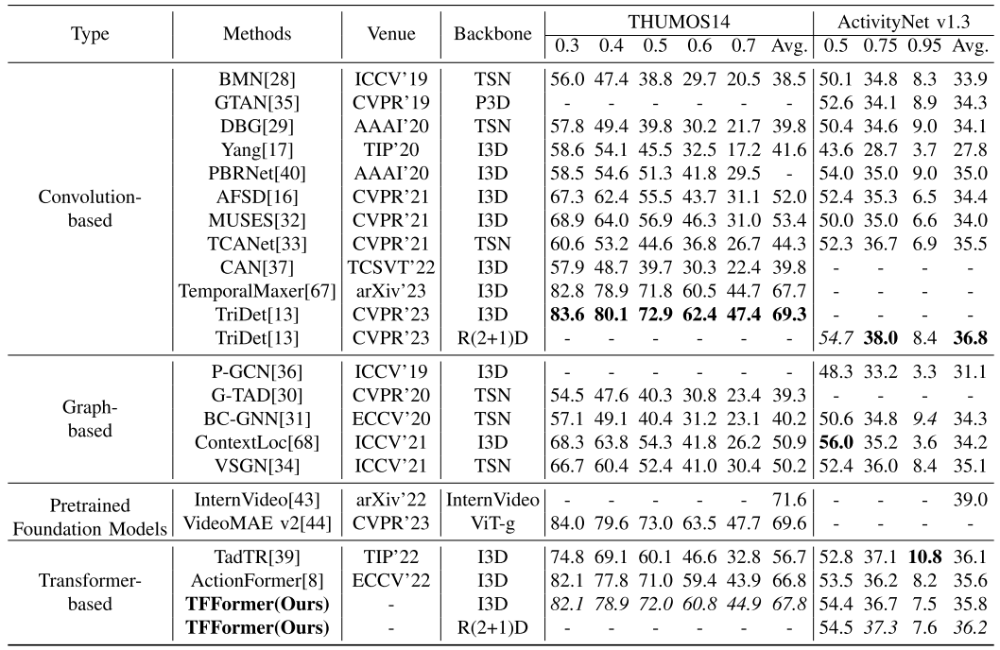 Type Methods Venue Backbone THUMOS14 ActivityNet v1.3
0.3 0.4 0.5 0.6 0.7 Avg. 0.5 0.75 0.95 Avg.
BMN[28] ICCV'19 TSN 56.0 47.4 38.8 29.7 20.5 38.5 50.1 34.8 8.3 33.9
GTAN[35] CVPR'19 P3D - - - - - - 52.6 34.1 8.9 34.3
DBG[29] AAAI'20 TSN 57.8 49.4 39.8 30.2 21.7 39.8 50.4 34.6 9.0 34.1
Yang[17] TIP'20 I3D 58.6 54.1 45.5 32.5 17.2 41.6 43.6 28.7 3.7 27.8
PBRNet[40] AAAI'20 I3D 58.5 54.6 51.3 41.8 29.5 - 54.0 35.0 9.0 35.0
Convolution-based AFSD[16] CVPR'21 I3D 67.3 62.4 55.5 43.7 31.1 52.0 52.4 35.3 6.5 34.4
MUSES[32] CVPR'21 I3D 68.9 64.0 56.9 46.3 31.0 53.4 50.0 35.0 6.6 34.0
TCANet[33] CVPR'21 TSN 60.6 53.2 44.6 36.8 26.7 44.3 52.3 36.7 6.9 35.5
CAN[37] TCSVT'22 I3D 57.9 48.7 39.7 30.3 22.4 39.8 - - - -
TemporalMaxer[67] arXiv'23 I3D 82.8 78.9 71.8 60.5 44.7 67.7 - - - -
TriDet[13] CVPR'23 I3D 83.6 80.1 72.9 62.4 47.4 69.3 - - - -
TriDet[13] CVPR'23 R(2+1)D - - - - - - 54.7 38.0 8.4 36.8
P-GCN[36] ICCV'19 I3D - - - - - - 48.3 33.2 3.3 31.1
G-TAD[30] CVPR'20 TSN 54.5 47.6 40.3 30.8 23.4 39.3 - - - -
Graph-based BC-GNN[31] ECCV'20 TSN 57.1 49.1 40.4 31.2 23.1 40.2 50.6 34.8 9.4 34.3
ContextLoc[68] ICCV'21 I3D 68.3 63.8 54.3 41.8 26.2 50.9 56.0 35.2 3.6 34.2
VSGN[34] ICCV'21 TSN 66.7 60.4 52.4 41.0 30.4 50.2 52.4 36.0 8.4 35.1
Pretrained InternVideo[43] arXiv'22 InternVideo - - - - - 71.6 - - - 39.0
Foundation Models VideoMAE v2[44] CVPR'23 ViT-g 84.0 79.6 73.0 63.5 47.7 69.6 - - - -
TadTR[39] TIP'22 I3D 74.8 69.1 60.1 46.6 32.8 56.7 52.8 37.1 10.8 36.1
Transformer- ActionFormer[8] ECCV'22 I3D 82.1 77.8 71.0 59.4 43.9 66.8 53.5 36.2 8.2 35.6
based TFFormer(Ours) - I3D 82.1 78.9 72.0 60.8 44.9 67.8 54.4 36.7 7.5 35.8
TFFormer(Ours) - R(2+1)D - - - - - - 54.5 37.3 7.6 36.2